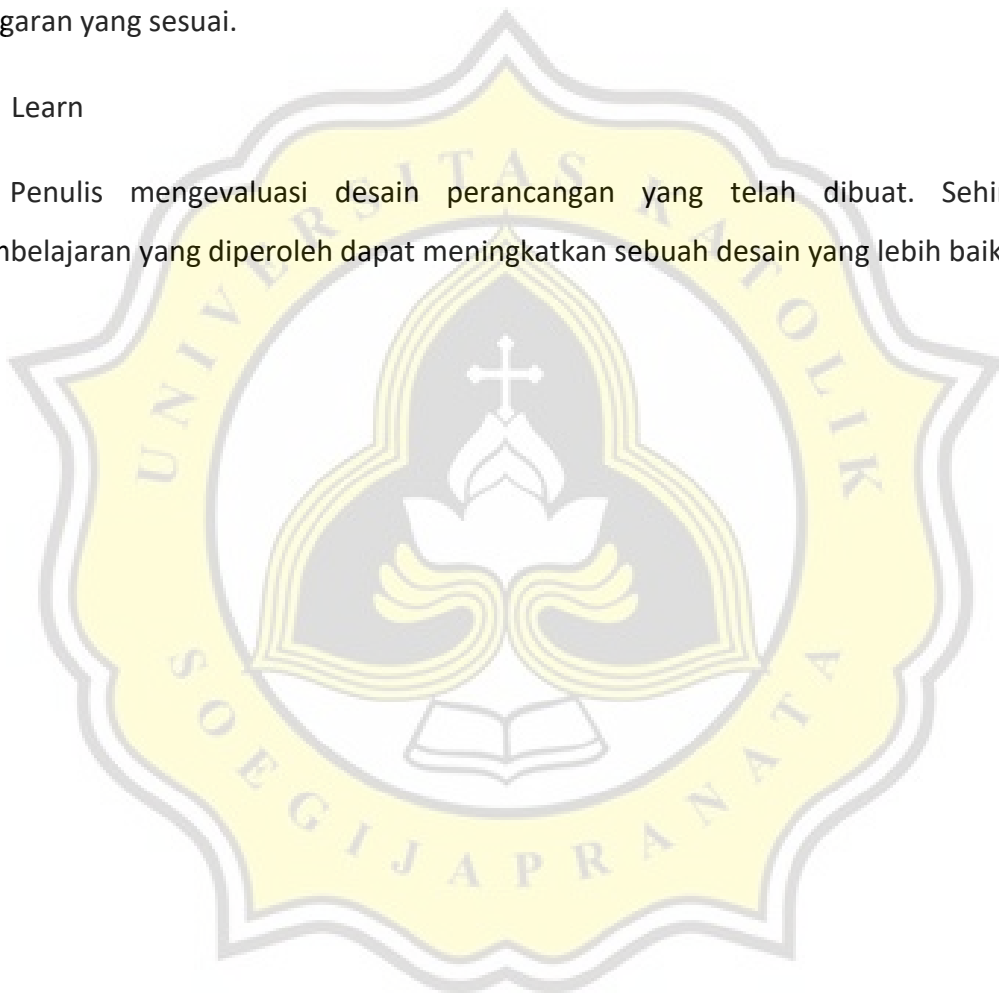 garan yang sesuai.
Learn
Penulis mengevaluasi desain perancangan yang telah dibuat. Sehi
mbelajaran yang diperoleh dapat meningkatkan sebuah desain yang lebih baik
UNIVERSITAS KATOLIK
SOEGIJAPRANATA